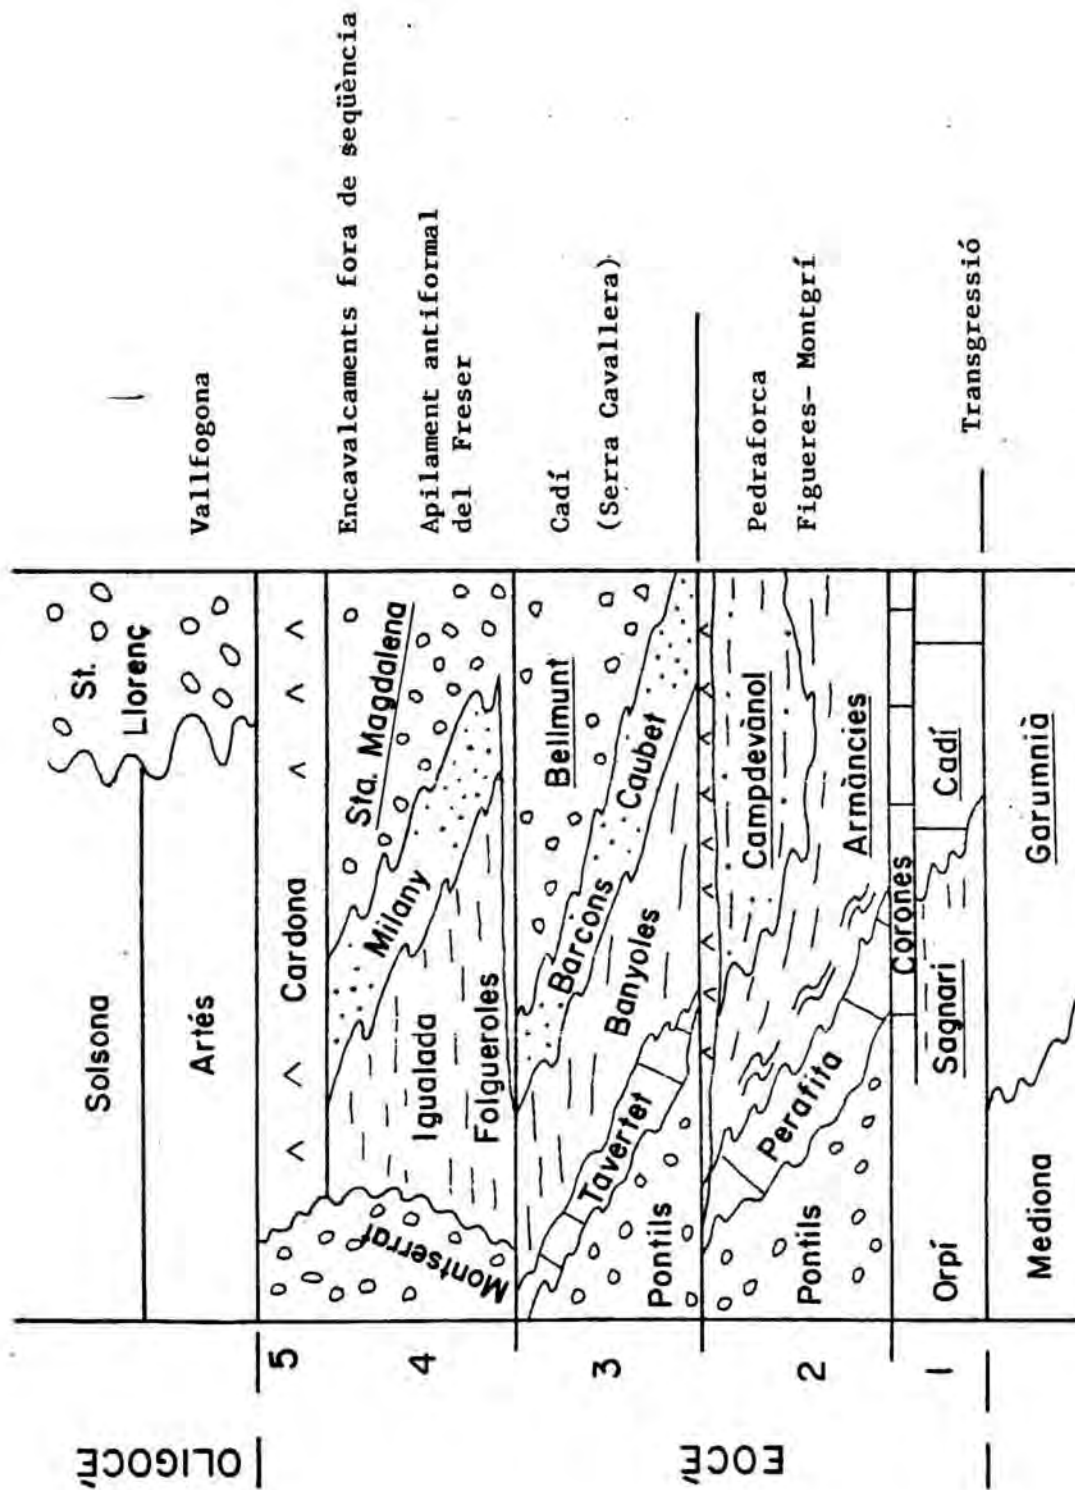 OLIGOCÈ
EOCÈ
5
4
3
2
1
Solsona
St.
Llorenç
Artés
Vallfogona
Cardona
Montserrat
Igualada
Folgueroles
Milany
Sta. Magdalena
Encavalcaments fora de seqüència
Apilament antiformal
del Freser
Pontils
Tavertet
Banyoles
Barcons
Caubet
Bellmunt
Cadí
(Serra Cavallera)
Pontils
Perafita
Armàncies
Campdevànol
Pedraforca
Figueres- Montgrí
Corones
Orpí
Sagnari
Cadí
Transgressió
Mediona
Garumnià